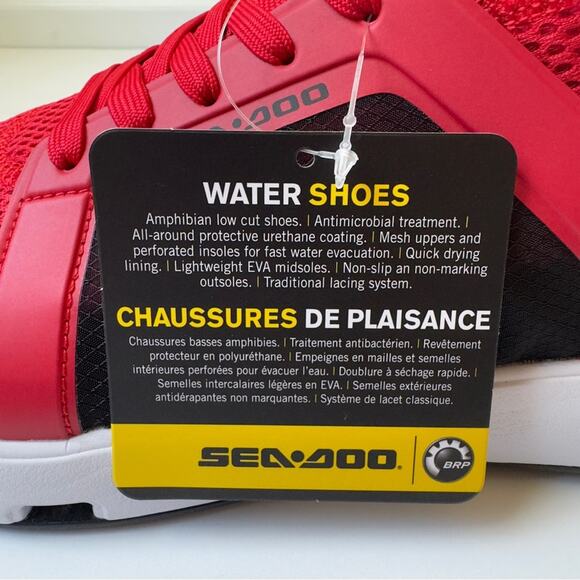 SEA-DOO
WATER SHOES
Amphibian low cut shoes. | Antimicrobial treatment. |
All-around protective urethane coating. | Mesh uppers and
perforated insoles for fast water evacuation. | Quick drying
lining. | Lightweight EVA midsoles. | Non-slip an non-marking
outsoles. | Traditional lacing system.
CHAUSSURES DE PLAISANCE
Chaussures basses amphibies. | Traitement antibactérien. | Revêtement
protecteur en polyuréthane. | Empeignes en mailles et semelles
intérieures perforées pour évacuer l'eau. | Doublure à séchage rapide. |
Semelles intercalaires légères en EVA. | Semelles extérieures
antidérapantes non marquantes. | Système de lacet classique.
SEA-DOO® BRP